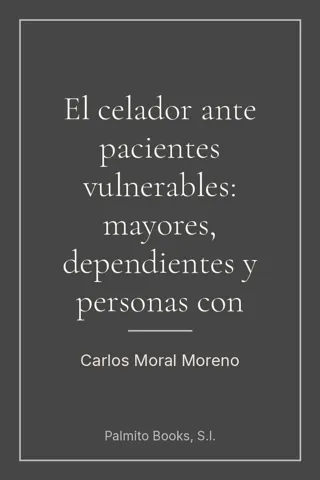 El celador ante
pacientes
vulnerables:
mayores,
dependientes y
personas con
Carlos Moral Moreno
Palmito Books, S.l.